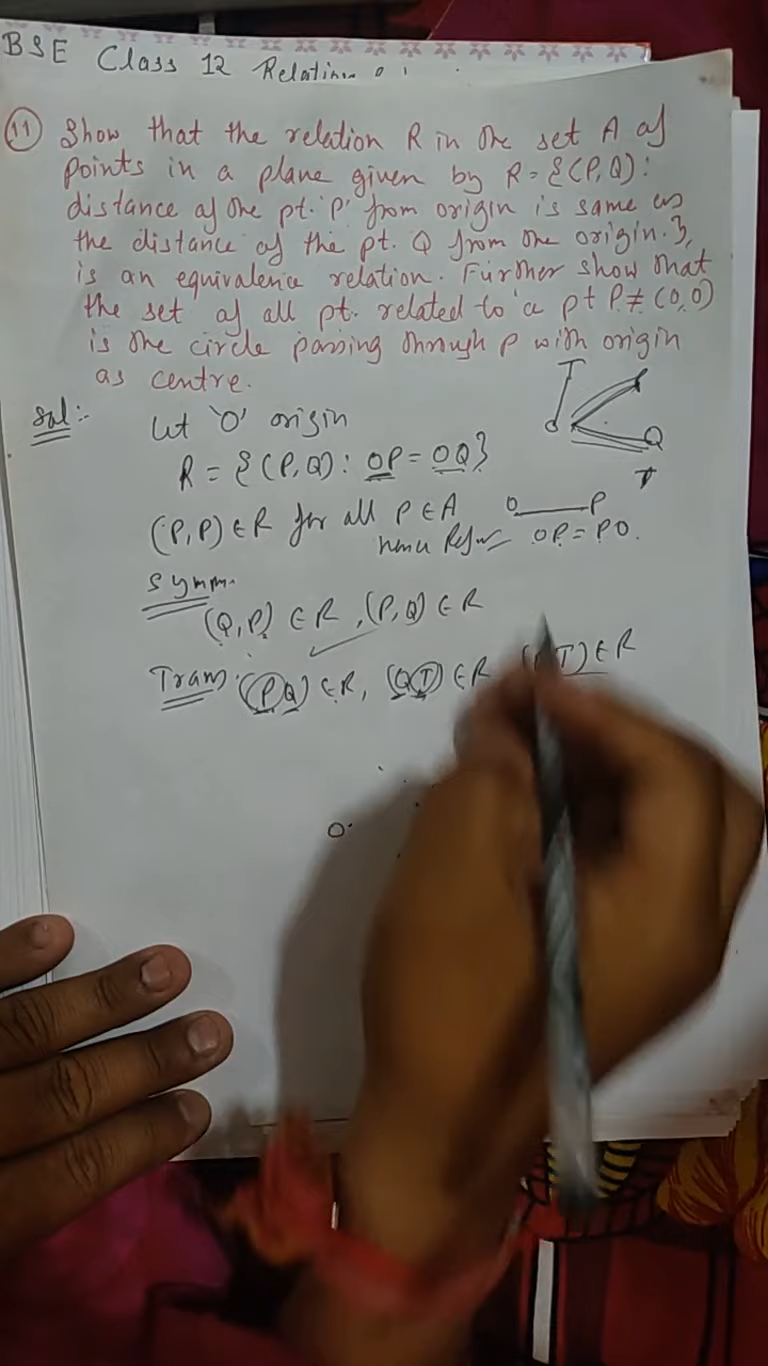 BSE Class 12 Relation
11 Show that the relation R in the set A of
points in a plane given by R = {(P,Q):
distance of the pt. 'P' from origin is same as
the distance of the pt. Q from the origin.},
is an equivalence relation. Further show that
the set of all pt. related to a pt P ≠ (0,0)
is the circle passing through p with origin
as centre.
Sol:-
Let 'O' origin
R = {(P,Q): OP = OQ}
T
O Q
T
(P,P) ∈ R for all P ∈ A
O P
hence Ref OP = PO.
Symm.
(Q,P) ∈ R, (P,Q) ∈ R
Trans. (PQ) ∈ R, (QT) ∈ R T) ∈ R
O